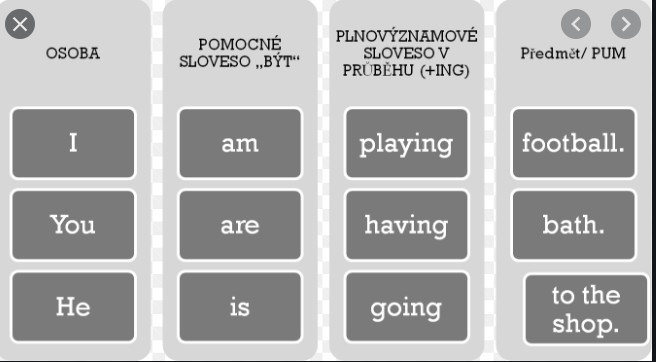 OSOBA
POMOCNÉ
SLOVESO „BÝT“
PLNOVÝZNAMOVÉ
SLOVESO V
PRŮBĚHU (+ING)
Předmět/ PUM
I
am
playing
football.
You
are
having
bath.
He
is
going
to the
shop.